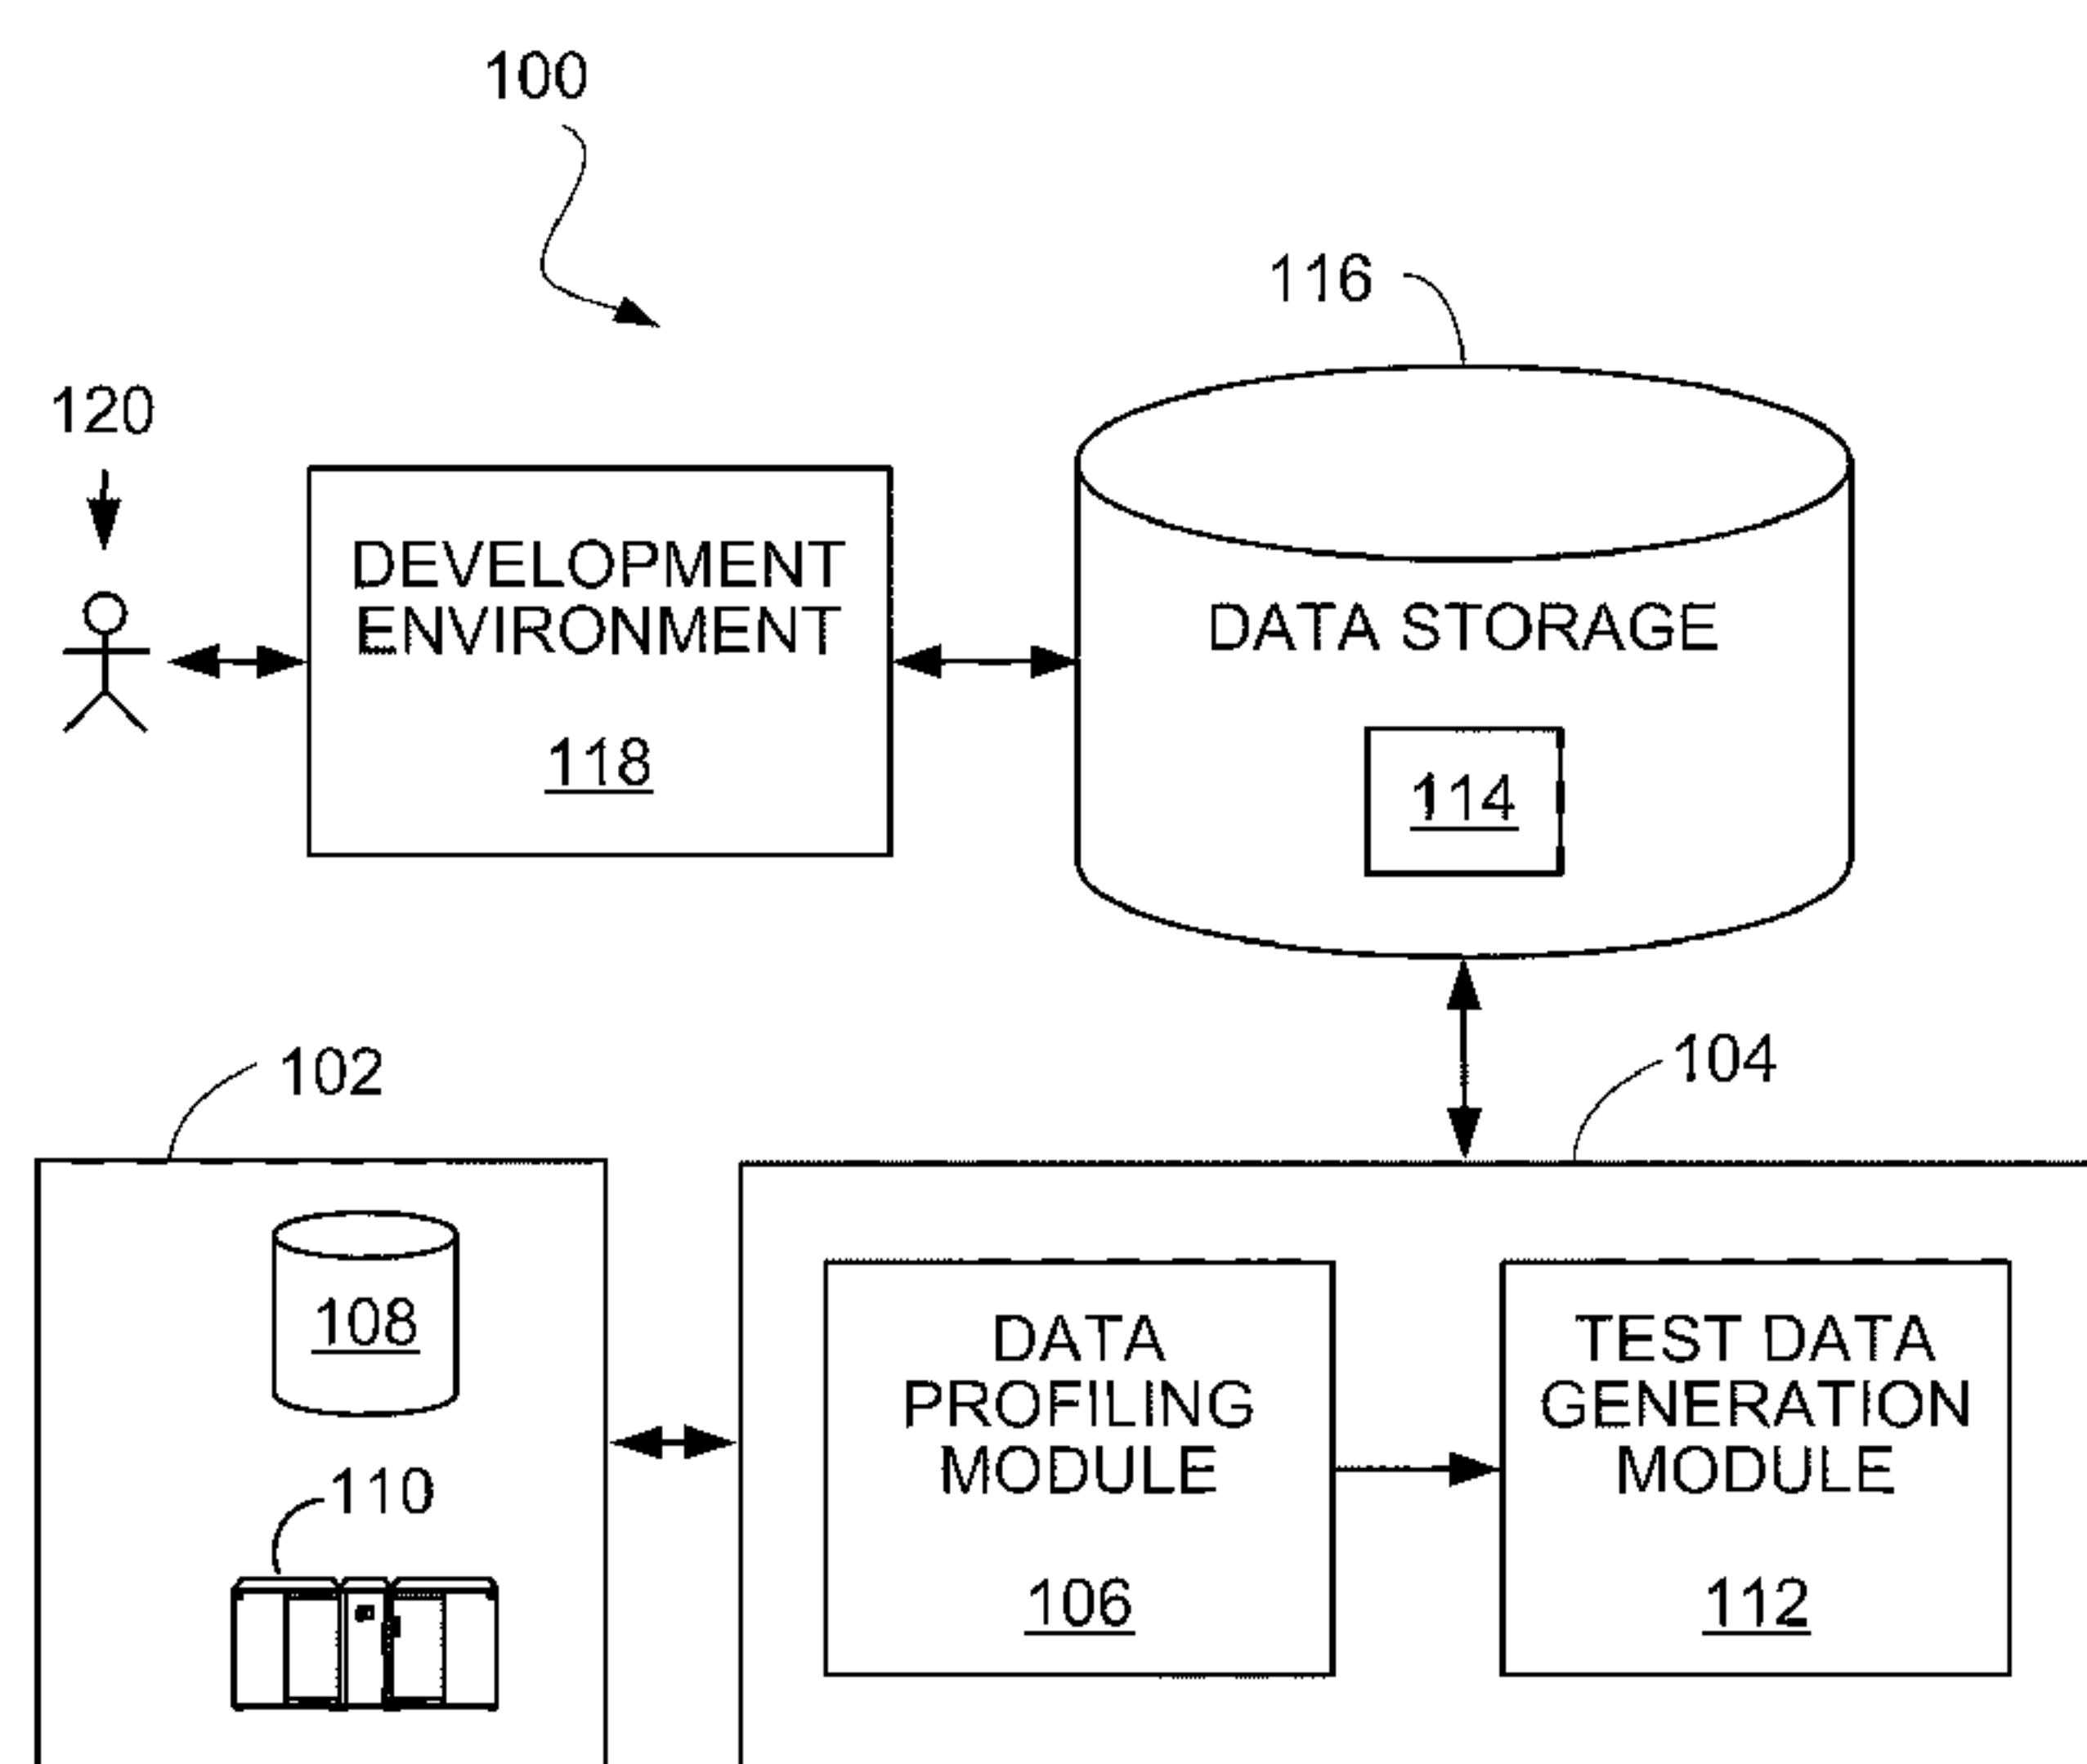 100
116
120
DEVELOPMENT
ENVIRONMENT
118
DATA STORAGE
114
102
104
108
110
DATA
PROFILING
MODULE
106
TEST DATA
GENERATION
MODULE
112